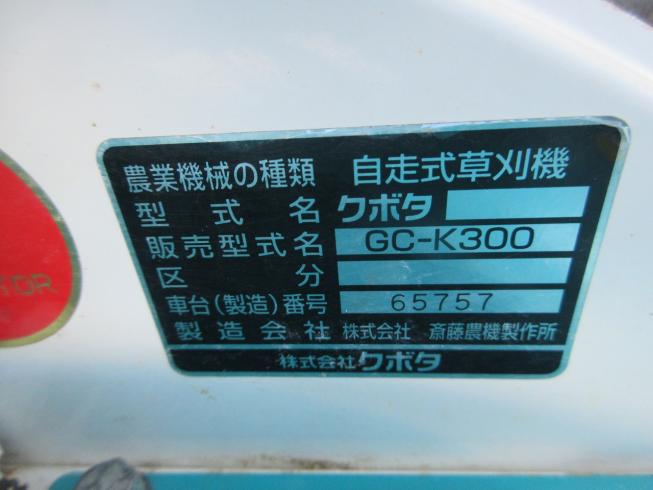 農業機械の種類 自走式草刈機
型式名 クボタ
販売型式名 GC-K300
区分
車台(製造)番号 65757
製造会社 株式会社 斎藤農機製作所
株式会社クボタ